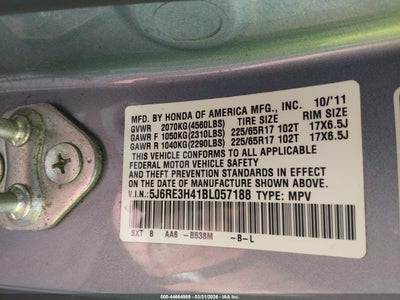 MFD. BY HONDA OF AMERICA MFG., INC. 10/'11
GVWR 2070KG(4560LBS) TIRE SIZE RIM SIZE
GAWR F 1050KG(2310LBS) 225/65R17 102T 17X6.5J
GAWR R 1040KG(2290LBS) 225/65R17 102T 17X6.5J
THIS VEHICLE CONFORMS TO ALL APPLICABLE
FEDERAL MOTOR VEHICLE SAFETY
AND THEFT PREVENTION STANDARDS IN EFFECT
ON THE DATE OF MANUFACTURE SHOWN ABOVE.
V.I.N.: 5J6RE3H41BL057188 TYPE: MPV
SXT 8 AA6 -B538M -B-L
ID: 44664969 03/31/2026 - IAA Inc.